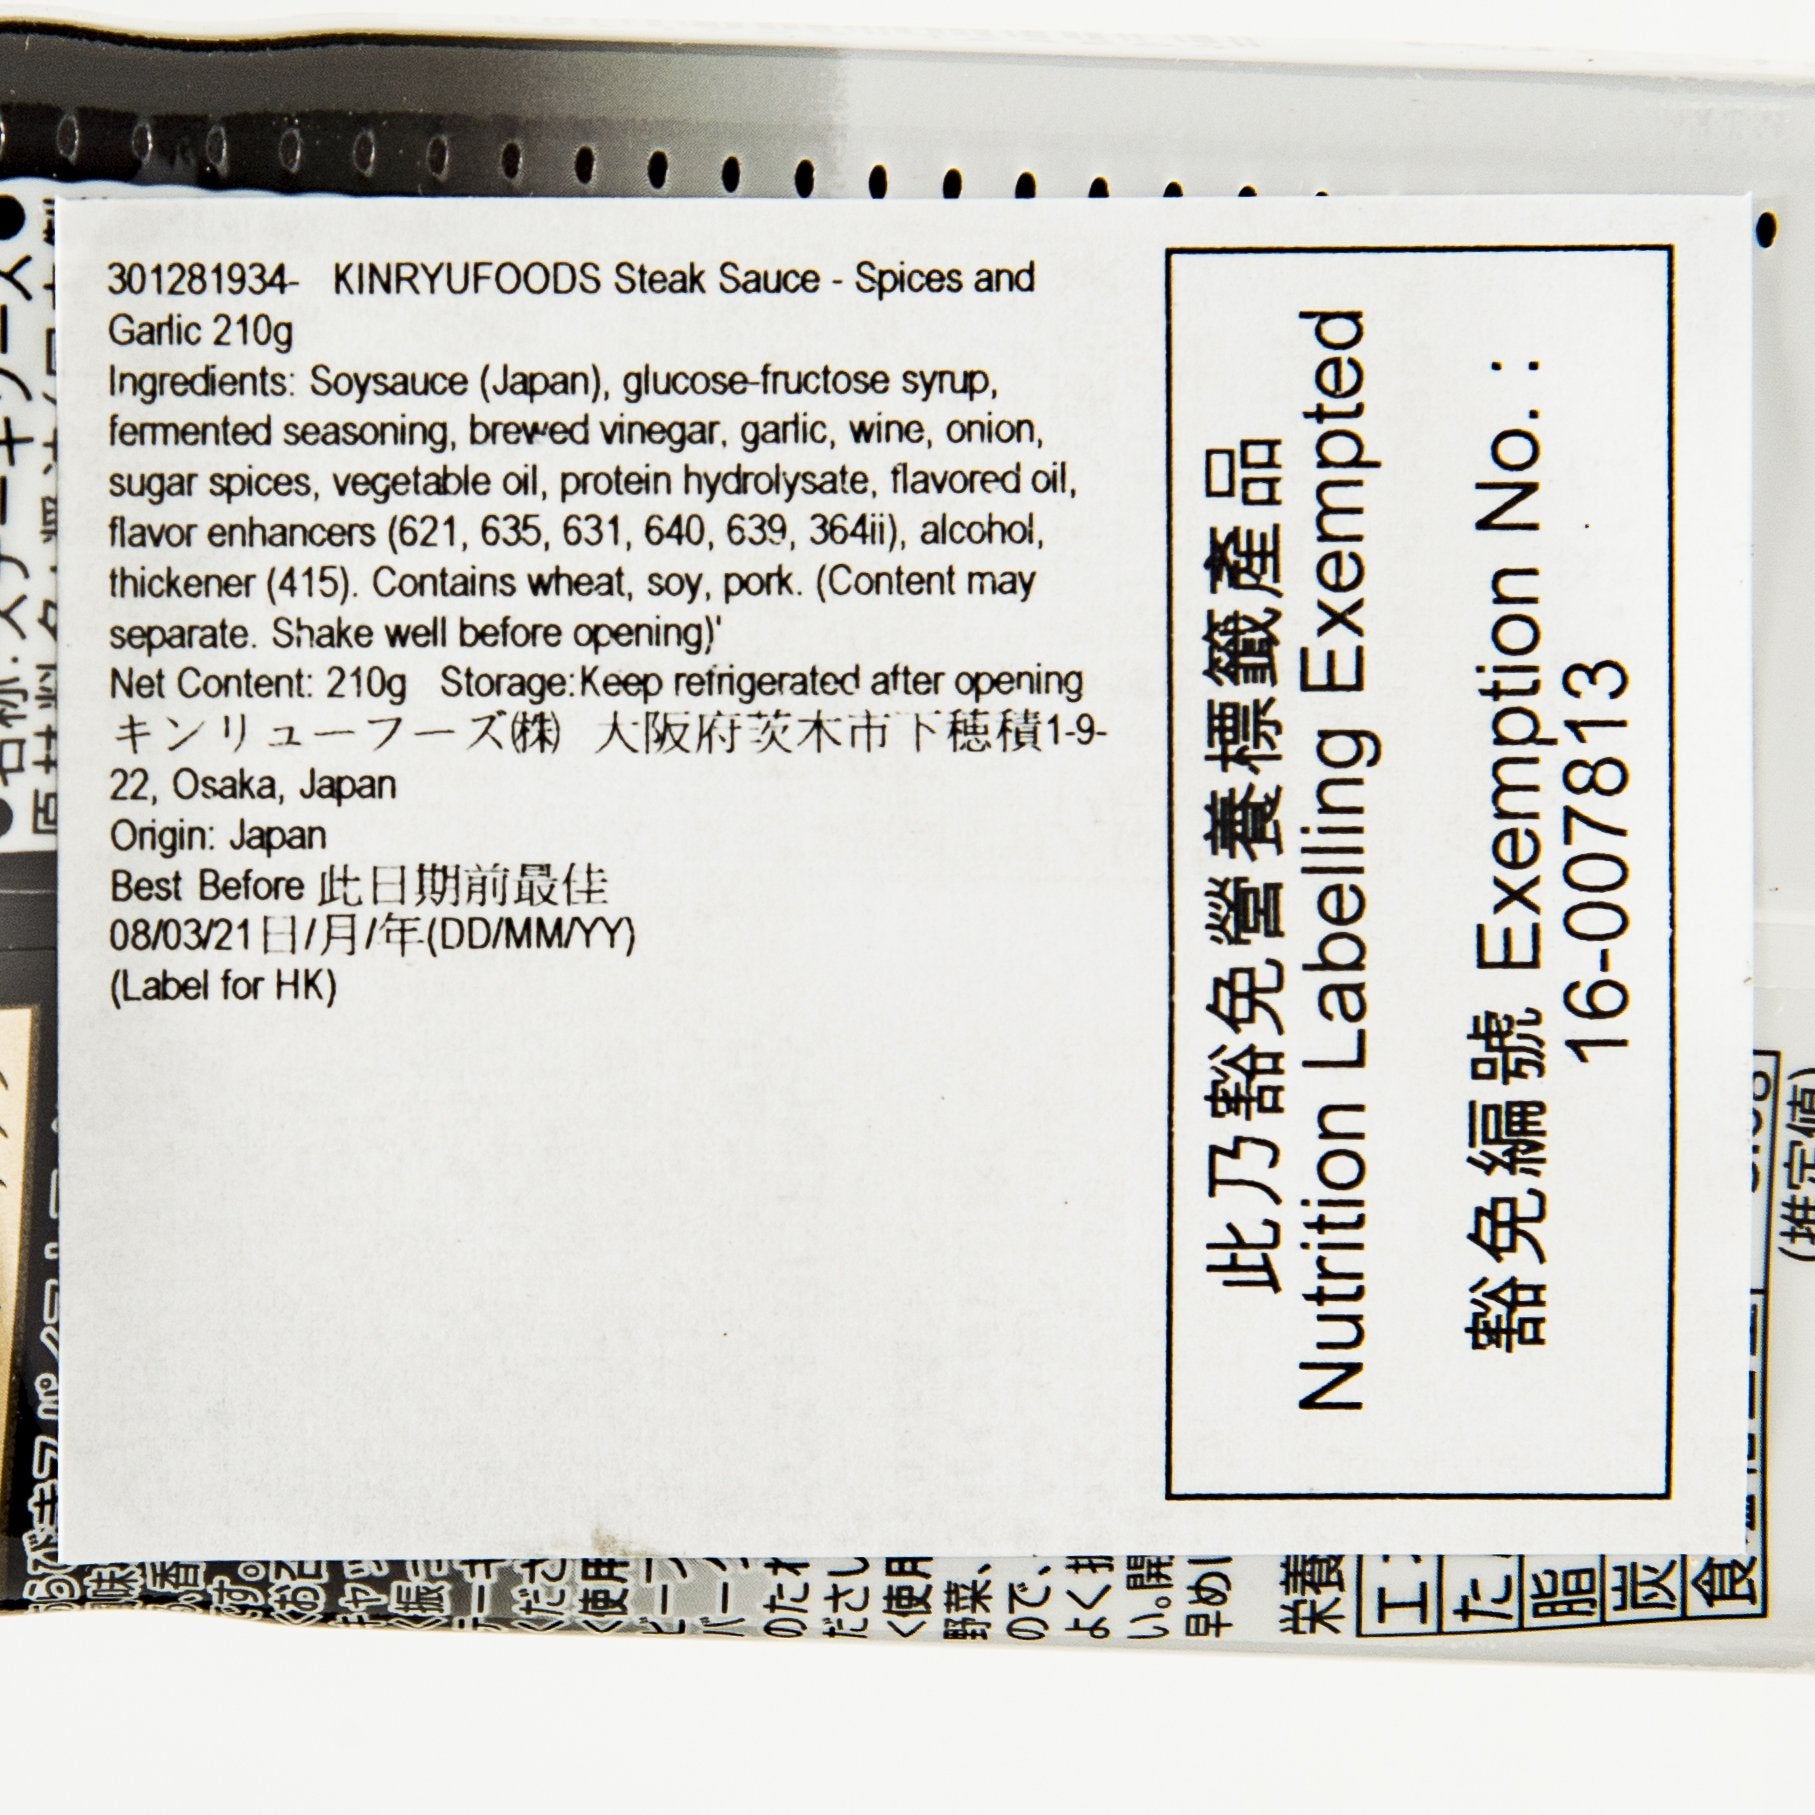 301281934- KINRYUFOODS Steak Sauce - Spices and
Garlic 210g
Ingredients: Soysauce (Japan), glucose-fructose syrup,
fermented seasoning, brewed vinegar, garlic, wine, onion,
sugar spices, vegetable oil, protein hydrolysate, flavored oil,
flavor enhancers (621, 635, 631, 640, 639, 364ii), alcohol,
thickener (415). Contains wheat, soy, pork. (Content may
separate. Shake well before opening)'
Net Content: 210g Storage:Keep refrigerated after opening
キンリューフーズ㈱ 大阪府茨木市下穂積1-9-
22, Osaka, Japan
Origin: Japan
Best Before 此日期前最佳
08/03/21日/月/年(DD/MM/YY)
(Label for HK)
此乃豁免營養標籤產品
Nutrition Labelling Exempted
豁免編號 Exemption No. :
16-007813
(推定値)